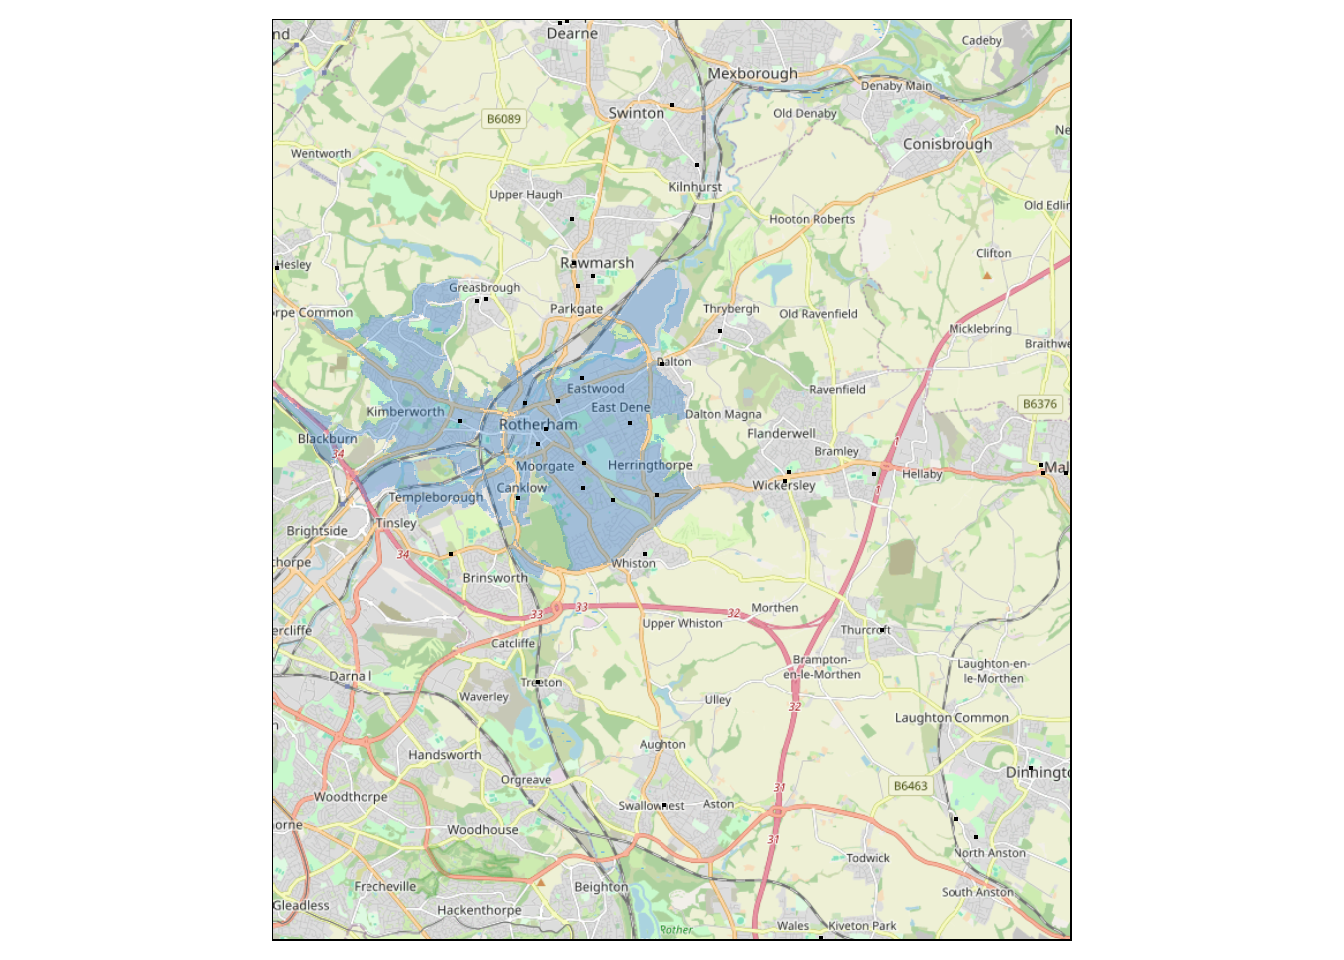 nd
Dearne
Cadeby
Mexborough
Denaby Main
Swinton
Old Denaby
B6089
Ne
Conisbrough
Wentworth
Kilnhurst
Upper Haugh
Old Edlin
Hooton Roberts
Clifton
Hesley
Rawmarsh
Greasbrough
Parkgate
Thrybergh
Old Ravenfield
rpe Common
Micklebring
Braithwe
Dalton
Eastwood
Ravenfield
B6376
Kimberworth
East Dene
Dalton Magna
Rotherham
Flanderwell
Blackburn
1
34
Bramley
Moorgate
Herringthorpe
Hellaby
Mal
Canklow
Wickersley
1
Templeborough
Tinsley
Brightside
34
thorpe
Whiston
Brinsworth
33
33
32
Morthen
Upper Whiston
Thurcroft
ercliffe
Catcliffe
Brampton-
en-le-Morthen
Laughton-en-
le-Morthen
Darnal
Treeton
Waverley
Ulley
32
Laughton Common
n
Aughton
Handsworth
Dinningto
Orgreave
31
B6463
Woodthorpe
Swallownest
Aston
orne
Woodhouse
31
North Anston
Todwick
Frecheville
Beighton
South Anston
Gleadless
Hackenthorpe
Rother
Wales
Kiveton Park